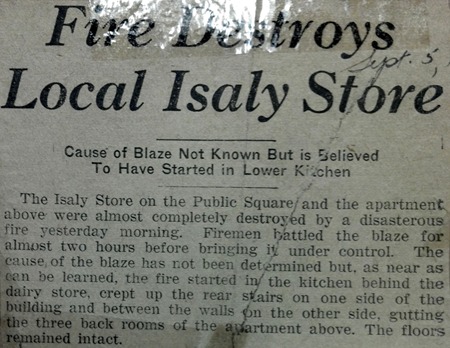 Fire Destroys
Sept. 5,
Local Isaly Store
Cause of Blaze Not Known But is Believed
To Have Started in Lower Kitchen
The Isaly Store on the Public Square and the apartment
above were almost completely destroyed by a disasterous
fire yesterday morning. Firemen battled the blaze for
almost two hours before bringing it under control. The
cause of the blaze has not been determined but, as near as
can be learned, the fire started in the kitchen behind the
dairy store, crept up the rear stairs on one side of the
building and between the walls on the other side, gutting
the three back rooms of the apartment above. The floors
remained intact.